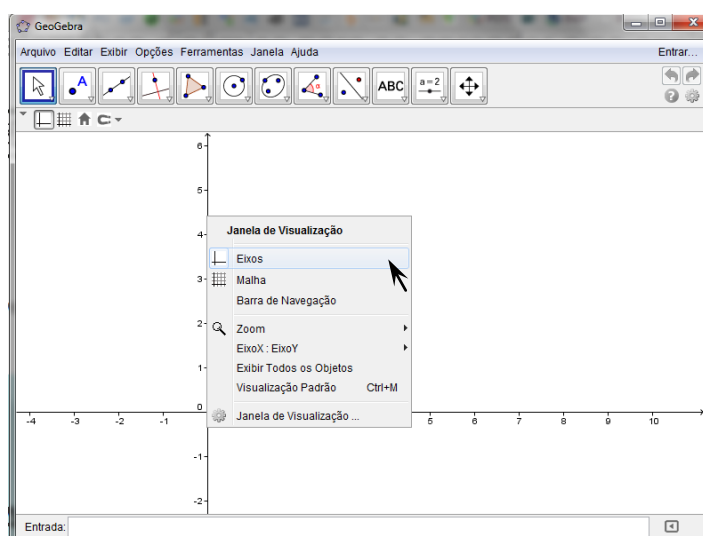 GeoGebra
Arquivo Editar Exibir Opções Ferramentas Janela Ajuda Entrar...
A α ABC a=2
6
5
4
3
2
1
0
-1
-2
-4 -3 -2 -1 5 6 7 8 9 10
Janela de Visualização
Eixos
Malha
Barra de Navegação
Zoom
EixoX : EixoY
Exibir Todos os Objetos
Visualização Padrão Ctrl+M
Janela de Visualização ...
Entrada: